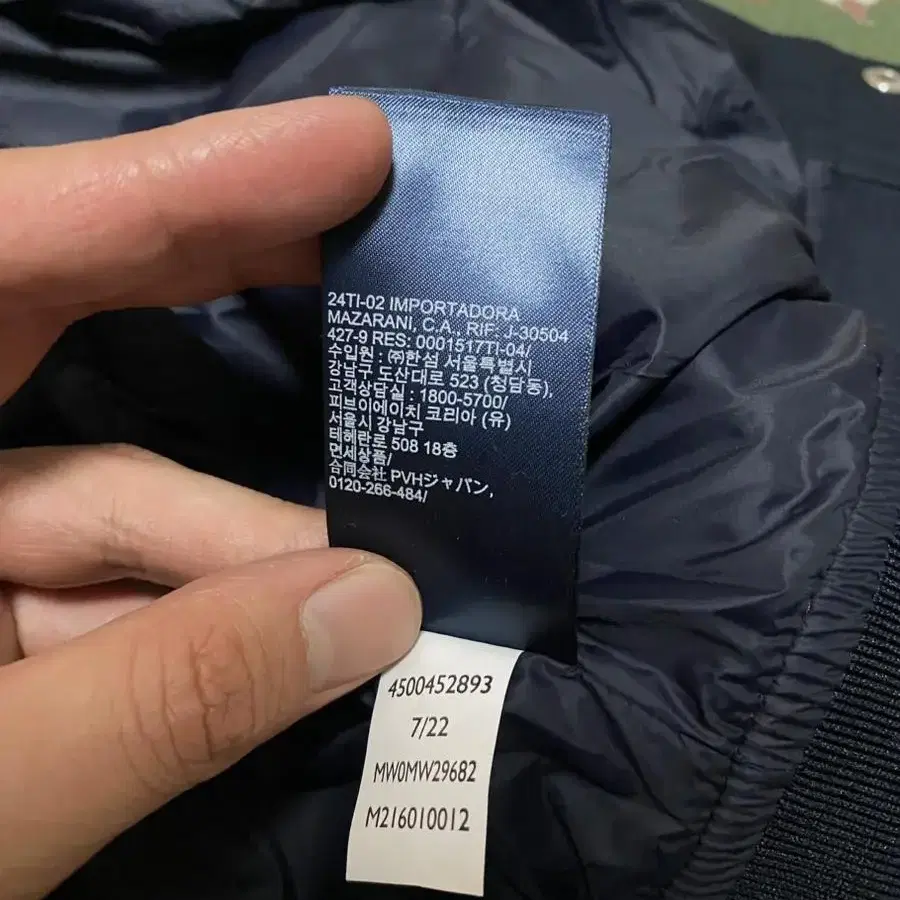 24TI-02 IMPORTADORA
MAZARANI, C.A., RIF: J-30504
427-9 RES: 0001517TI-04/
수입원 : ㈜한섬 서울특별시
강남구 도산대로 523 (청담동),
고객상담실 : 1800-5700/
피브이에이치 코리아 (유)
서울시 강남구
테헤란로 508 18층
면세상품/
合同会社 PVHジャパン,
0120-266-484/
4500452893
7/22
MW0MW29682
M216010012